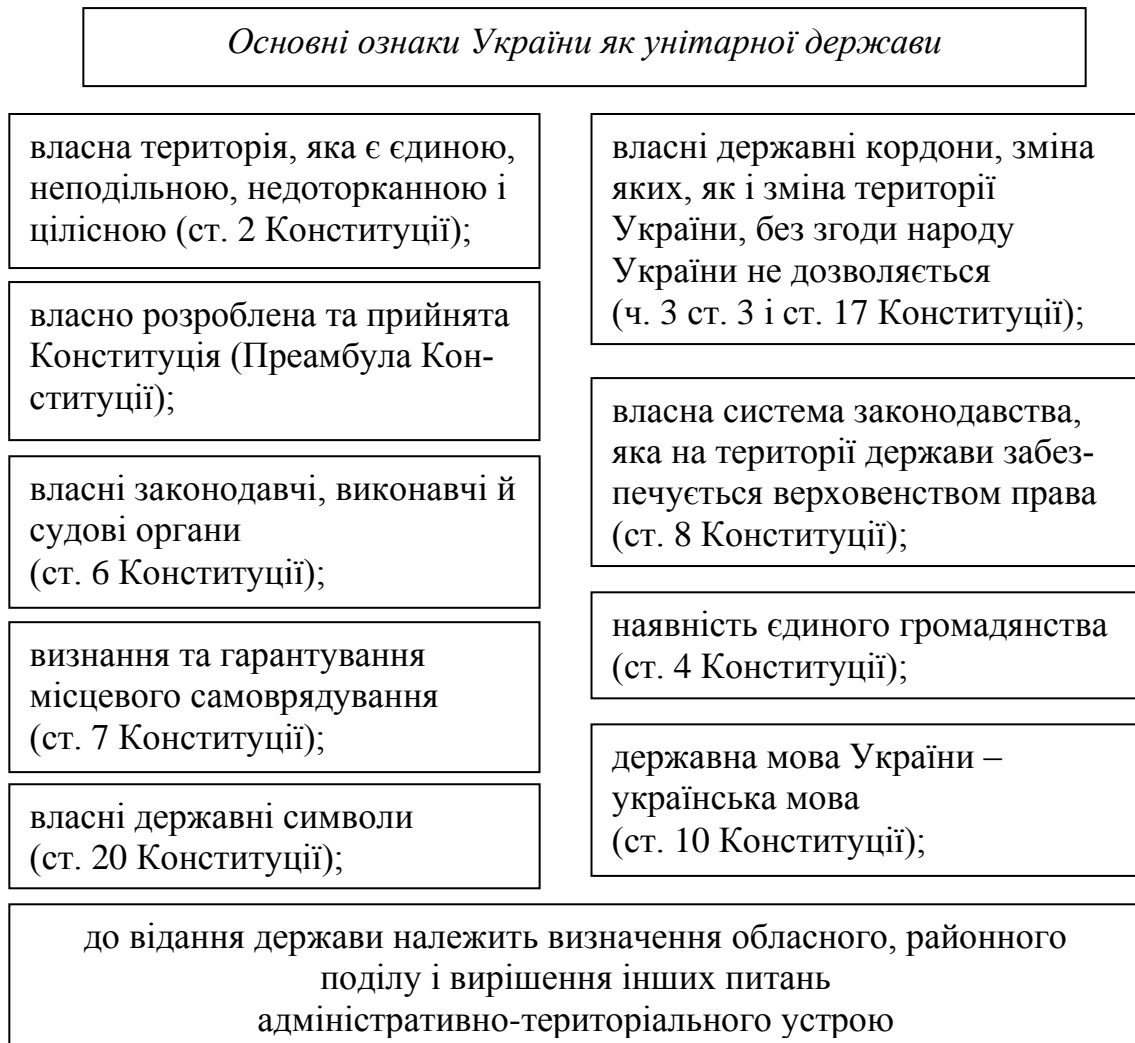 Основні ознаки України як унітарної держави
власна територія, яка є єдиною,
неподільною, недоторканною і
цілісною (ст. 2 Конституції);
власно розроблена та прийнята
Конституція (Преамбула Кон-
ституції);
власні законодавчі, виконавчі й
судові органи
(ст. 6 Конституції);
визнання та гарантування
місцевого самоврядування
(ст. 7 Конституції);
власні державні символи
(ст. 20 Конституції);
власні державні кордони, зміна
яких, як і зміна території
України, без згоди народу
України не дозволяється
(ч. 3 ст. 3 і ст. 17 Конституції);
власна система законодавства,
яка на території держави забез-
печується верховенством права
(ст. 8 Конституції);
наявність єдиного громадянства
(ст. 4 Конституції);
державна мова України –
українська мова
(ст. 10 Конституції);
до відання держави належить визначення обласного, районного
поділу і вирішення інших питань
адміністративно-територіального устрою